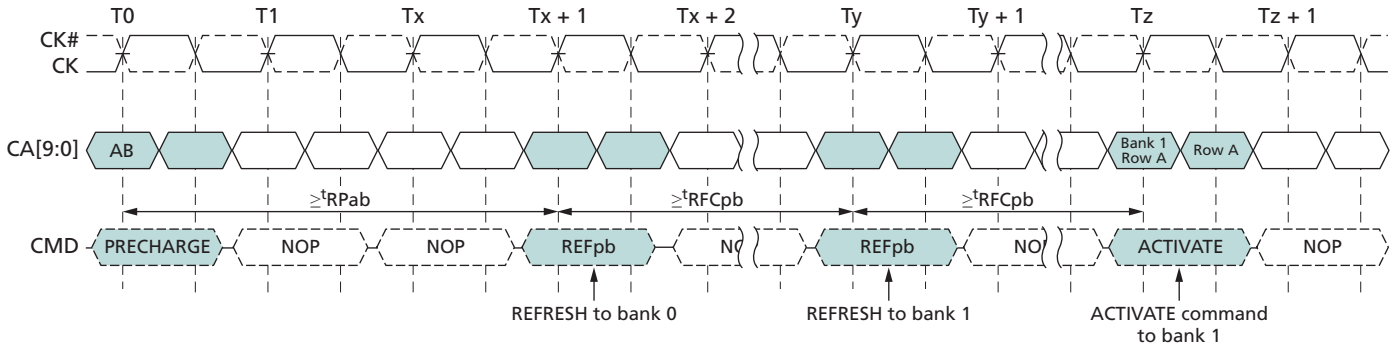 T0 T1 Tx Tx + 1 Tx + 2 Ty Ty + 1 Tz Tz + 1
CK#
CK
CA[9:0] AB Bank 1 Row A Row A
≥tRPab ≥tRFCpb ≥tRFCpb
CMD PRECHARGE NOP NOP REFpb REFpb ACTIVATE NOP
REFRESH to bank 0 REFRESH to bank 1 ACTIVATE command
to bank 1